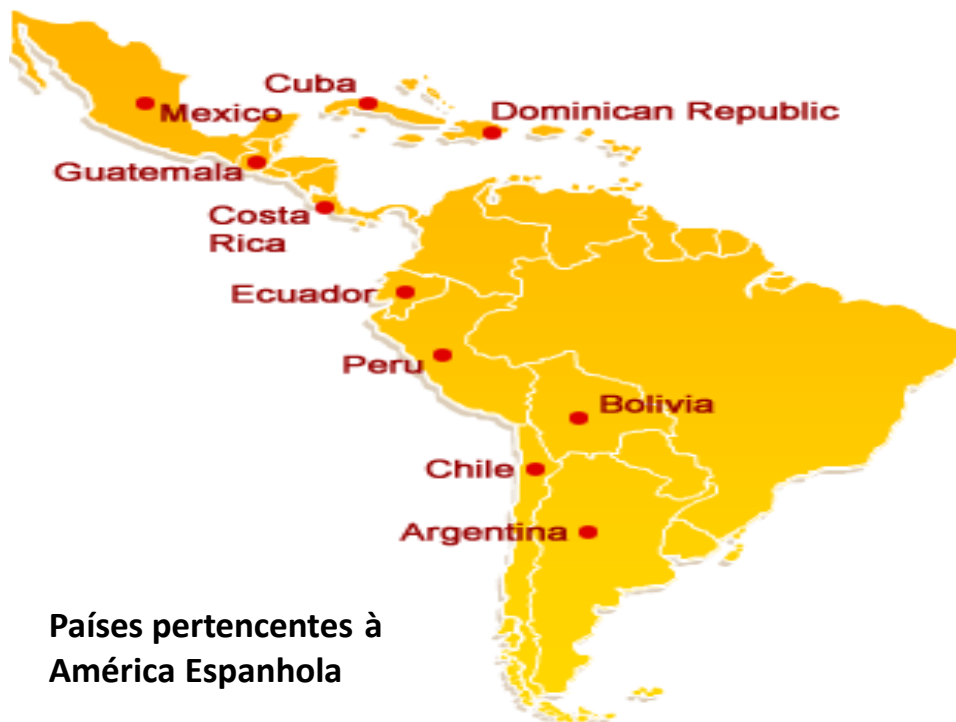 Cuba
Dominican Republic
Mexico
Guatemala
Costa
Rica
Ecuador
Peru
Bolivia
Chile
Argentina
Países pertencentes à
América Espanhola